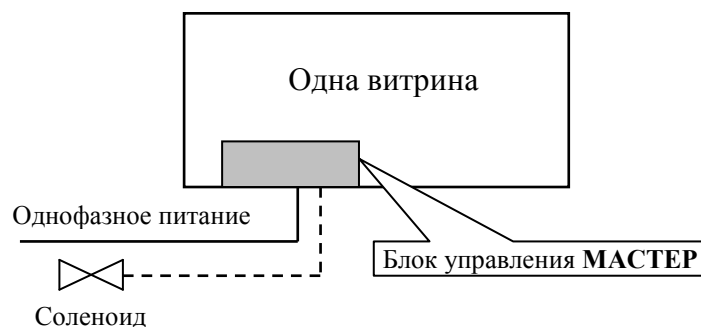 Одна витрина
Однофазное питание
Блок управления МАСТЕР
Соленоид